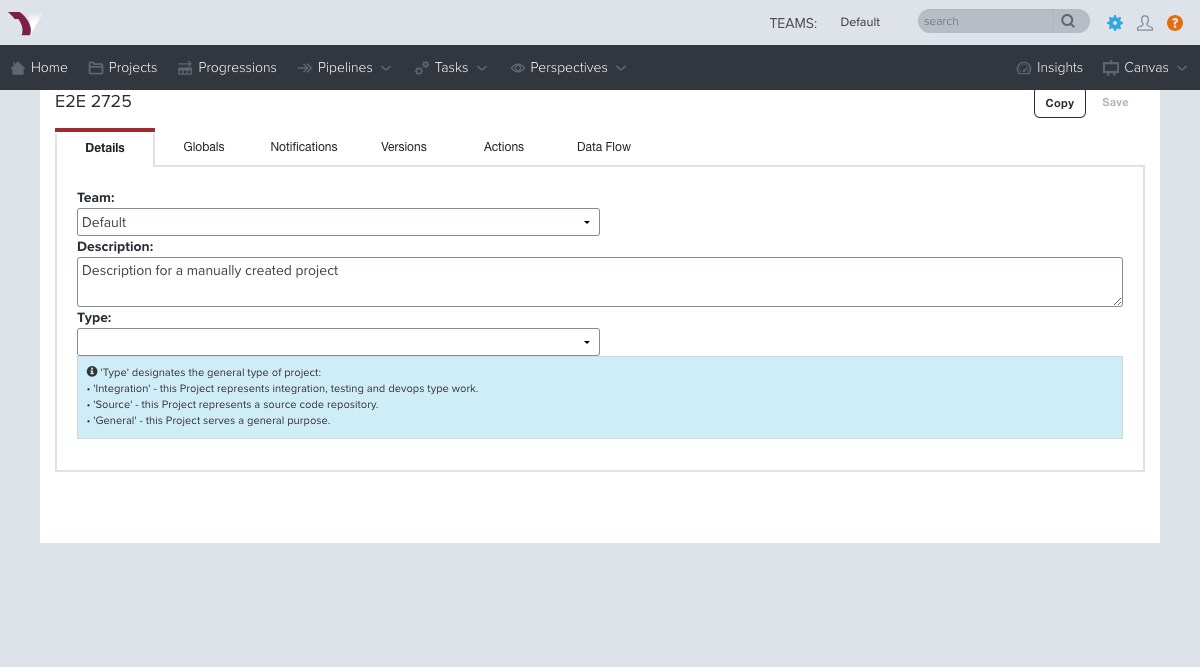 TEAMS: Default search ?
Home Projects Progressions Pipelines Tasks Perspectives Insights Canvas
E2E 2725 Copy Save
Details Globals Notifications Versions Actions Data Flow
Team:
Default
Description:
Description for a manually created project
Type:
'Type' designates the general type of project:
• 'Integration' - this Project represents integration, testing and devops type work.
• 'Source' - this Project represents a source code repository.
• 'General' - this Project serves a general purpose.